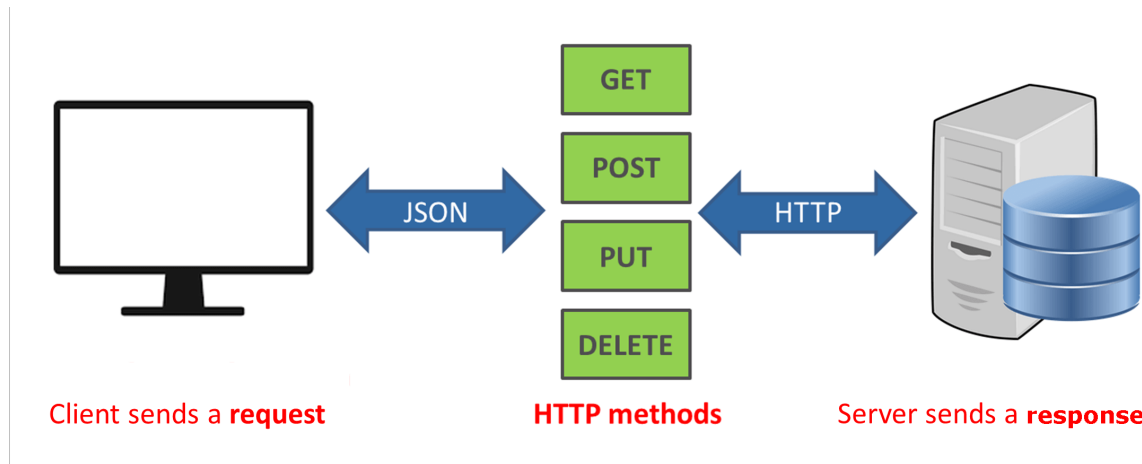 GET
POST
JSON
HTTP
PUT
DELETE
Client sends a request
HTTP methods
Server sends a response